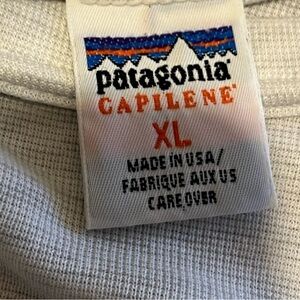 patagonia
CAPILENE
XL
MADE IN USA/
FABRIQUE AUX US
CARE OVER